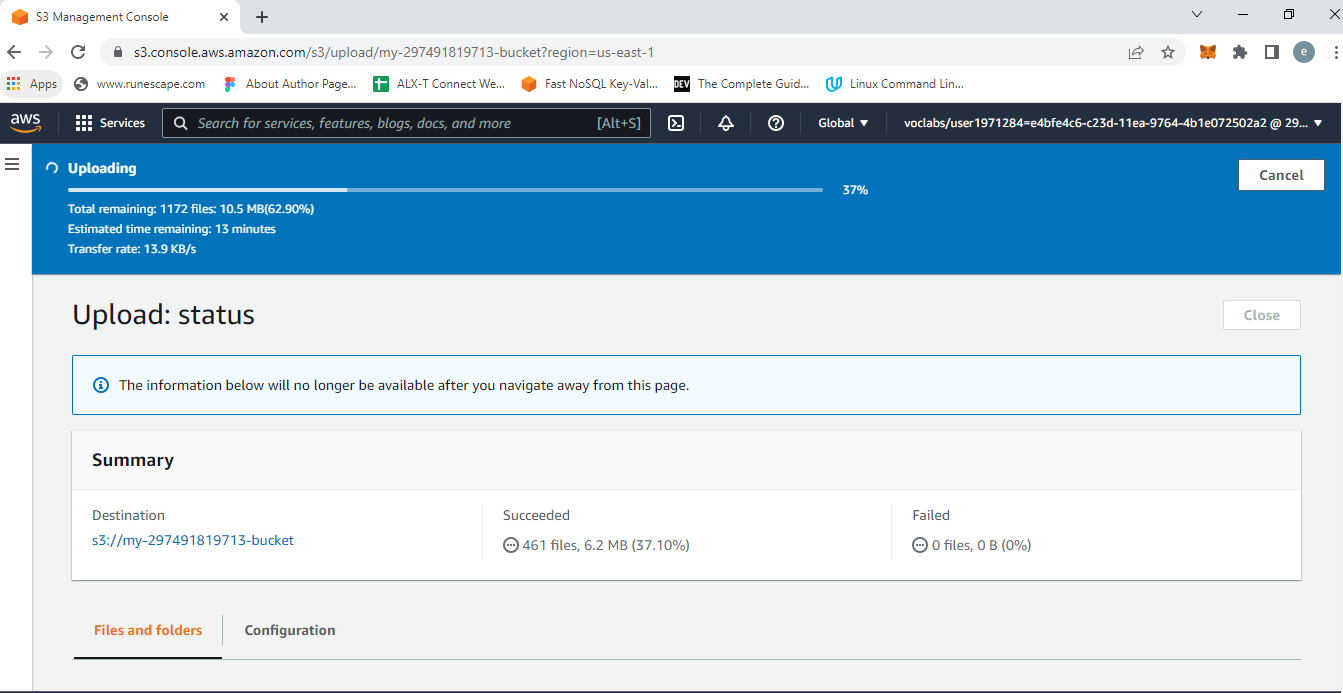 S3 Management Console
s3.console.aws.amazon.com/s3/upload/my-297491819713-bucket?region=us-east-1
e
Apps
www.runescape.com
About Author Page...
ALX-T Connect We...
Fast NoSQL Key-Val...
DEV
The Complete Guid...
Linux Command Lin...
aws
Services
Search for services, features, blogs, docs, and more
[Alt+S]
Global
voclabs/user1971284=e4bfe4c6-c23d-11ea-9764-4b1e072502a2 @ 29...
Uploading
37%
Cancel
Total remaining: 1172 files: 10.5 MB(62.90%)
Estimated time remaining: 13 minutes
Transfer rate: 13.9 KB/s
Upload: status
Close
The information below will no longer be available after you navigate away from this page.
Summary
Destination
s3://my-297491819713-bucket
Succeeded
461 files, 6.2 MB (37.10%)
Failed
0 files, 0 B (0%)
Files and folders
Configuration